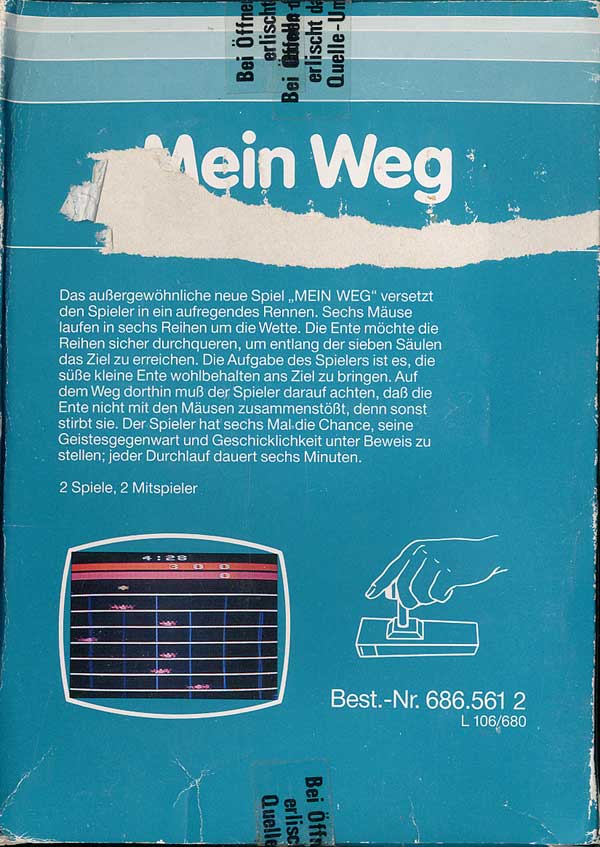 Bei Öffne
erlischt
Bei
erlischt da
Quelle-Um
Mein Weg
Das außergewöhnliche neue Spiel „MEIN WEG“ versetzt
den Spieler in ein aufregendes Rennen. Sechs Mäuse
laufen in sechs Reihen um die Wette. Die Ente möchte die
Reihen sicher durchqueren, um entlang der sieben Säulen
das Ziel zu erreichen. Die Aufgabe des Spielers ist es, die
süße kleine Ente wohlbehalten ans Ziel zu bringen. Auf
dem Weg dorthin muß der Spieler darauf achten, daß die
Ente nicht mit den Mäusen zusammenstößt, denn sonst
stirbt sie. Der Spieler hat sechs Mal die Chance, seine
Geistesgegenwart und Geschicklichkeit unter Beweis zu
stellen; jeder Durchlauf dauert sechs Minuten.
2 Spiele, 2 Mitspieler
4:28
300
0
Best.-Nr. 686.561 2
L 106/680
Bei Öff
erlisc
Quelle